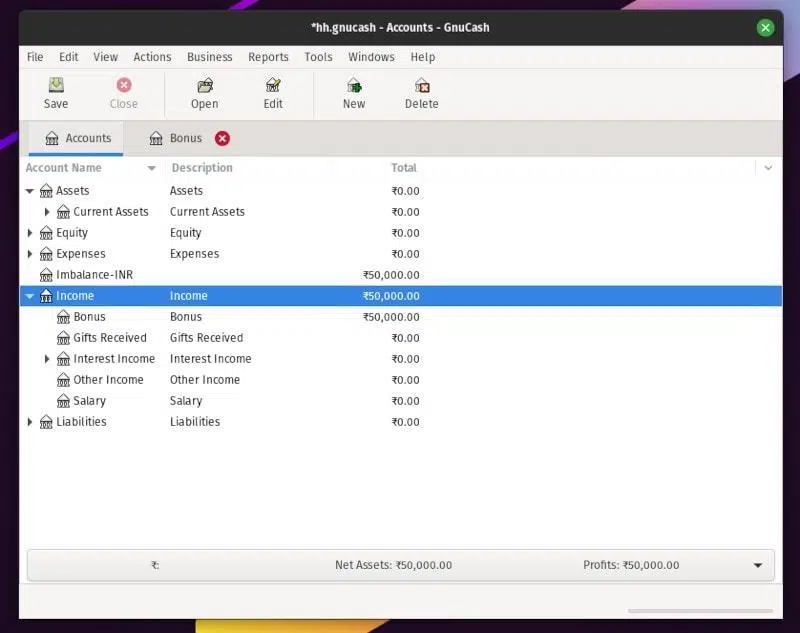 *hh.gnucash - Accounts - GnuCash
File Edit View Actions Business Reports Tools Windows Help
Save Close Open Edit New Delete
Accounts Bonus
Account Name Description Total
Assets Assets ₹0.00
Current Assets Current Assets ₹0.00
Equity Equity ₹0.00
Expenses Expenses ₹0.00
Imbalance-INR ₹50,000.00
Income Income ₹50,000.00
Bonus Bonus ₹50,000.00
Gifts Received Gifts Received ₹0.00
Interest Income Interest Income ₹0.00
Other Income Other Income ₹0.00
Salary Salary ₹0.00
Liabilities Liabilities ₹0.00
₹: Net Assets: ₹50,000.00 Profits: ₹50,000.00